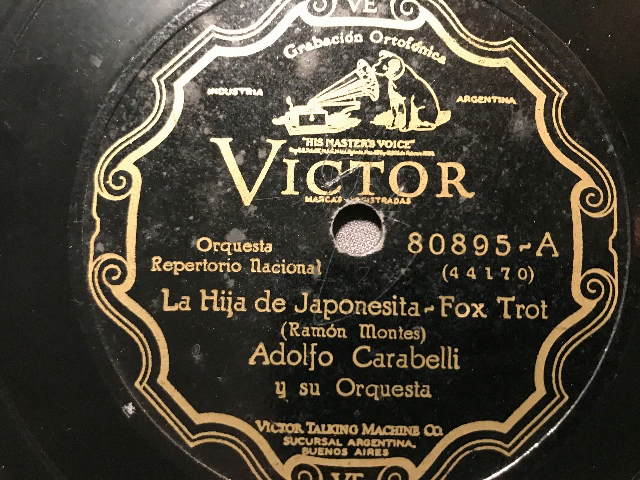 VE
Grabación Ortofónica
INDUSTRIA ARGENTINA
"HIS MASTER'S VOICE"
VICTOR
MARCAS REGISTRADAS
Orquesta
Repertorio Nacional
80895-A
(44170)
La Hija de Japonesita-Fox Trot
(Ramón Montes)
Adolfo Carabelli
y su Orquesta
VICTOR TALKING MACHINE CO.
SUCURSAL ARGENTINA,
BUENOS AIRES
VE